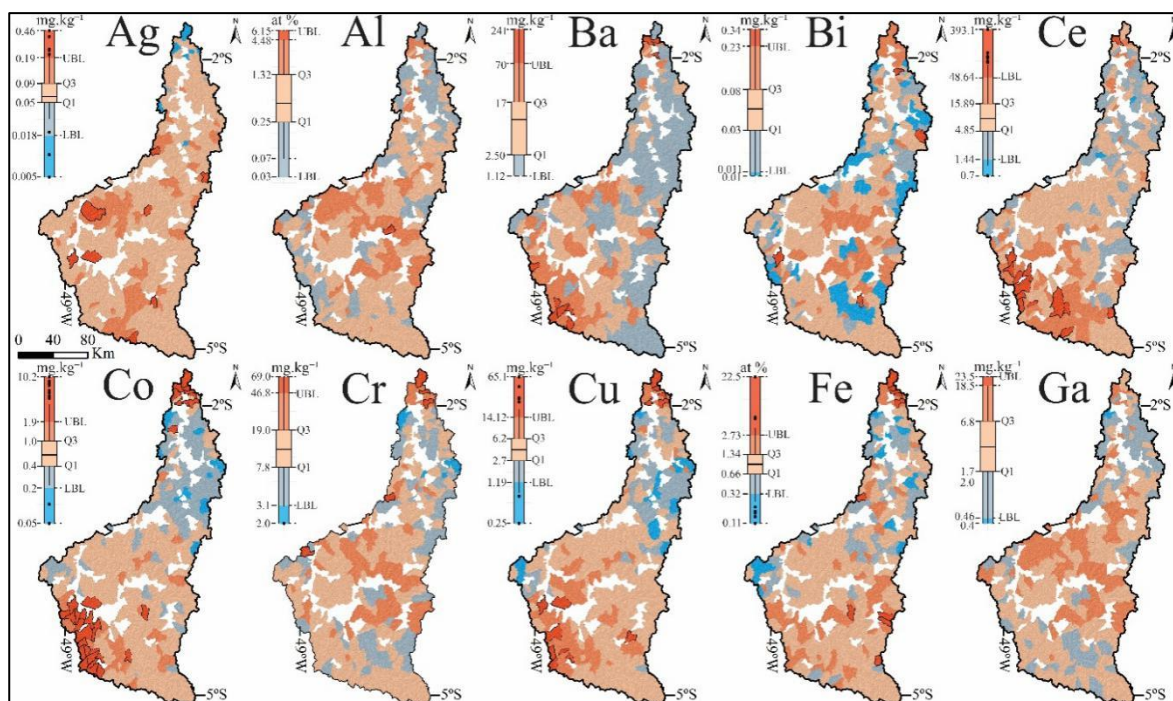 mg.kg⁻¹
Ag
0.46
0.19 UBL
0.09 Q3
0.05 Q1
0.018 LBL
0.005
N
2°S
49°W
5°S
at %
Al
6.15
4.48
1.32 Q3
0.25 Q1
0.07
0.03 LBL
N
2°S
49°W
5°S
mg.kg⁻¹
Ba
241
70 UBL
17 Q3
2.50 Q1
1.12 LBL
N
2°S
49°W
5°S
mg.kg⁻¹
Bi
0.34
0.23 UBL
0.08 Q3
0.03 Q1
0.011
0.01 LBL
N
2°S
49°W
5°S
mg.kg⁻¹
Ce
393.1
48.64 LBL
15.89 Q3
4.85 Q1
1.44 LBL
0.7
N
2°S
49°W
5°S
0 40 80
Km
mg.kg⁻¹
Co
10.2
1.9 UBL
1.0 Q3
0.4 Q1
0.2 LBL
0.05
N
2°S
49°W
5°S
mg.kg⁻¹
Cr
69.0
46.8 UBL
19.0 Q3
7.8 Q1
3.1 LBL
2.0
N
2°S
49°W
5°S
mg.kg⁻¹
Cu
65.1
14.12 UBL
6.2 Q3
2.7 Q1
1.19 LBL
0.25
N
2°S
49°W
5°S
at %
Fe
22.5
2.73 UBL
1.34 Q3
0.66 Q1
0.32 LBL
0.11
N
2°S
49°W
5°S
mg.kg⁻¹
Ga
18.3 UBL
6.8 Q3
1.7 Q1
2.0
0.46 LBL
0.4
N
2°S
49°W
5°S